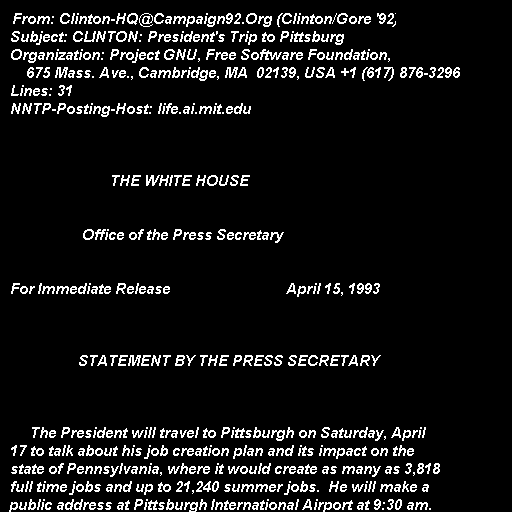 From: Clinton-HQ@Campaign92.Org (Clinton/Gore '92)
Subject: CLINTON: President's Trip to Pittsburg
Organization: Project GNU, Free Software Foundation,
675 Mass. Ave., Cambridge, MA  02139, USA +1 (617) 876-3296
Lines: 31
NNTP-Posting-Host: life.ai.mit.edu
THE WHITE HOUSE
Office of the Press Secretary
For Immediate Release April 15, 1993
STATEMENT BY THE PRESS SECRETARY
The President will travel to Pittsburgh on Saturday, April
17 to talk about his job creation plan and its impact on the
state of Pennsylvania, where it would create as many as 3,818
full time jobs and up to 21,240 summer jobs.  He will make a
public address at Pittsburgh International Airport at 9:30 am.